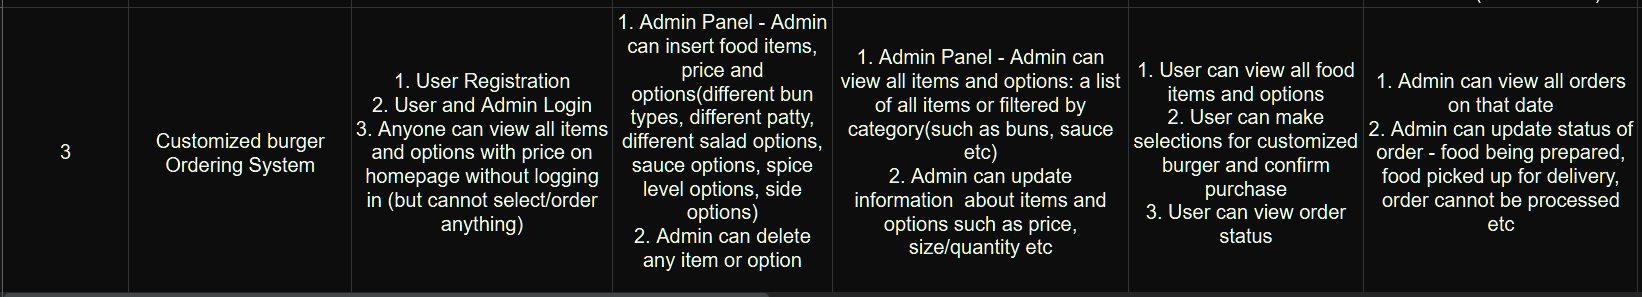 3
Customized burger
Ordering System
1. User Registration
2. User and Admin Login
3. Anyone can view all items
and options with price on
homepage without logging
in (but cannot select/order
anything)
1. Admin Panel - Admin
can insert food items,
price and
options(different bun
types, different patty,
different salad options,
sauce options, spice
level options, side
options)
2. Admin can delete
any item or option
1. Admin Panel - Admin can
view all items and options: a list
of all items or filtered by
category(such as buns, sauce
etc)
2. Admin can update
information  about items and
options such as price,
size/quantity etc
1. User can view all food
items and options
2. User can make
selections for customized
burger and confirm
purchase
3. User can view order
status
1. Admin can view all orders
on that date
2. Admin can update status of
order - food being prepared,
food picked up for delivery,
order cannot be processed
etc